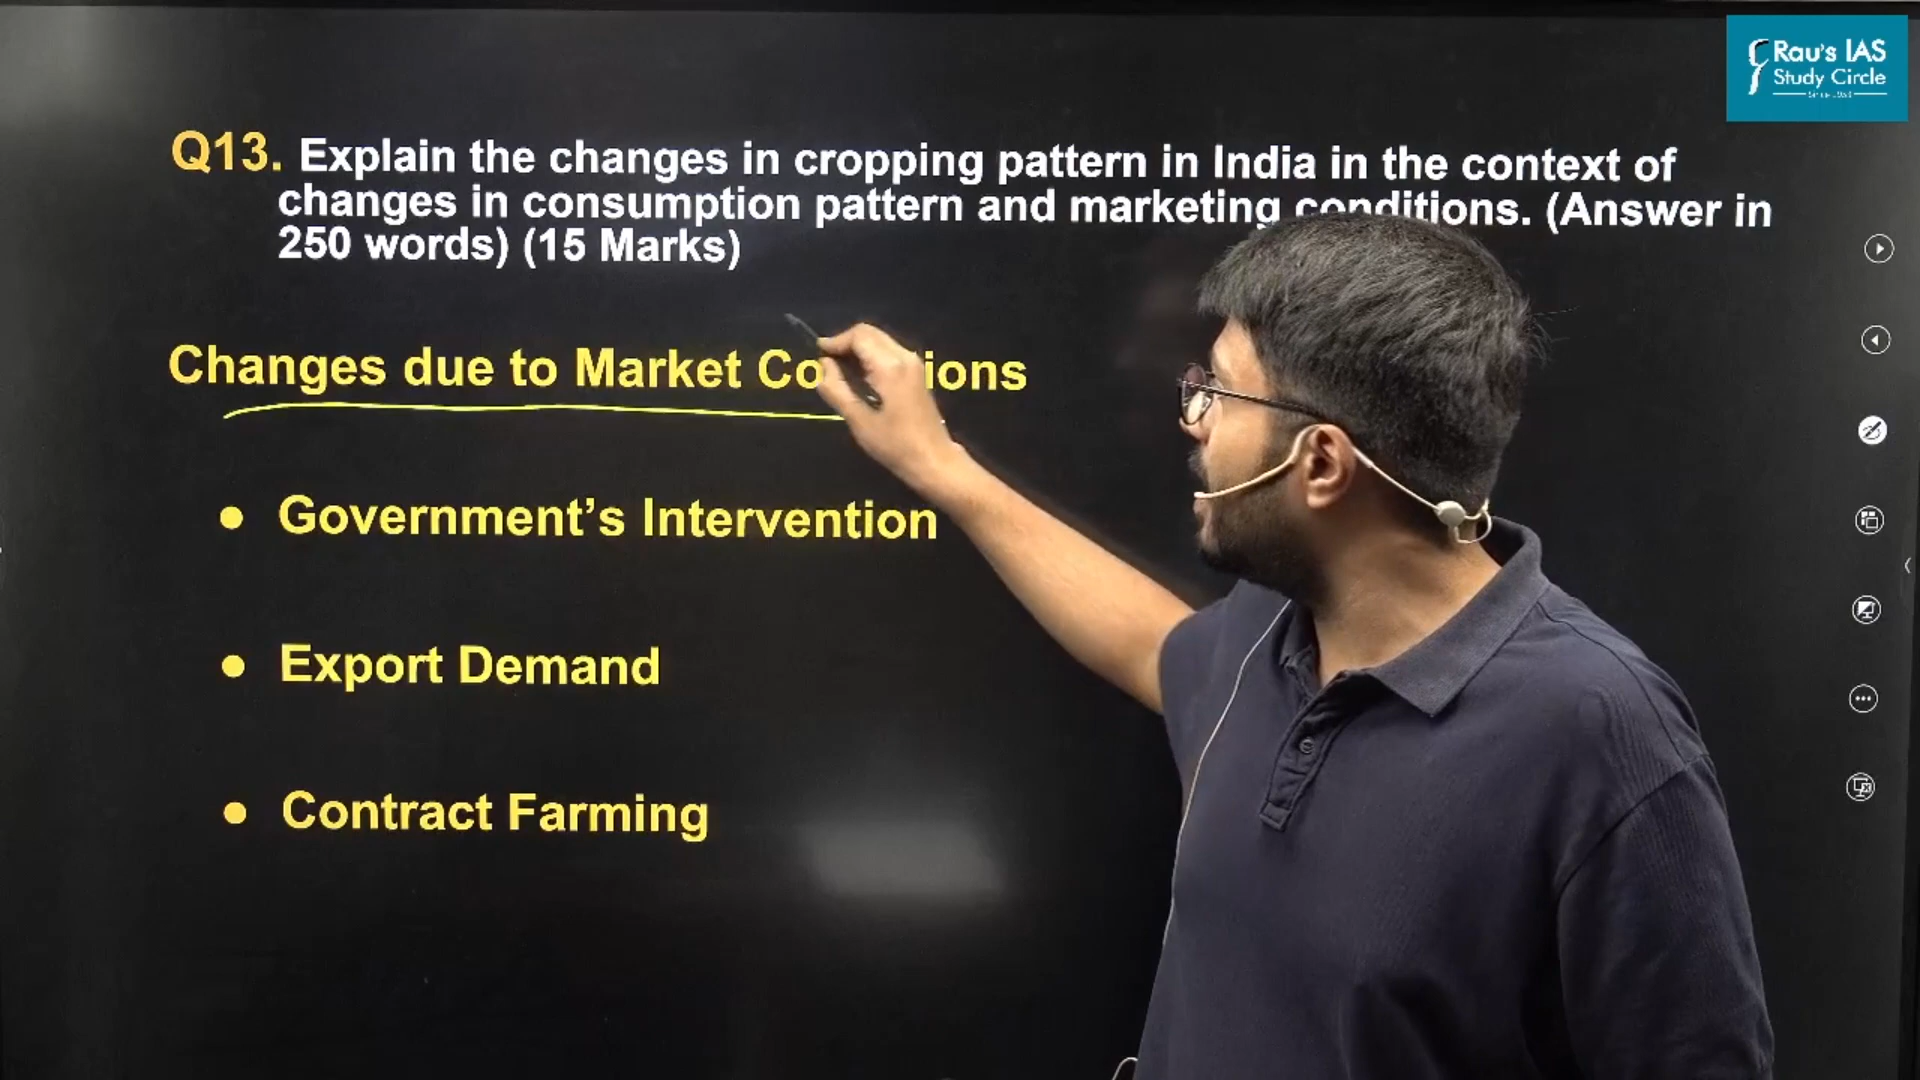 Rau's IAS
Study Circle
Q13. Explain the changes in cropping pattern in India in the context of
changes in consumption pattern and marketing conditions. (Answer in
250 words) (15 Marks)
Changes due to Market
• Government’s Intervention
• Export Demand
• Contract Farming